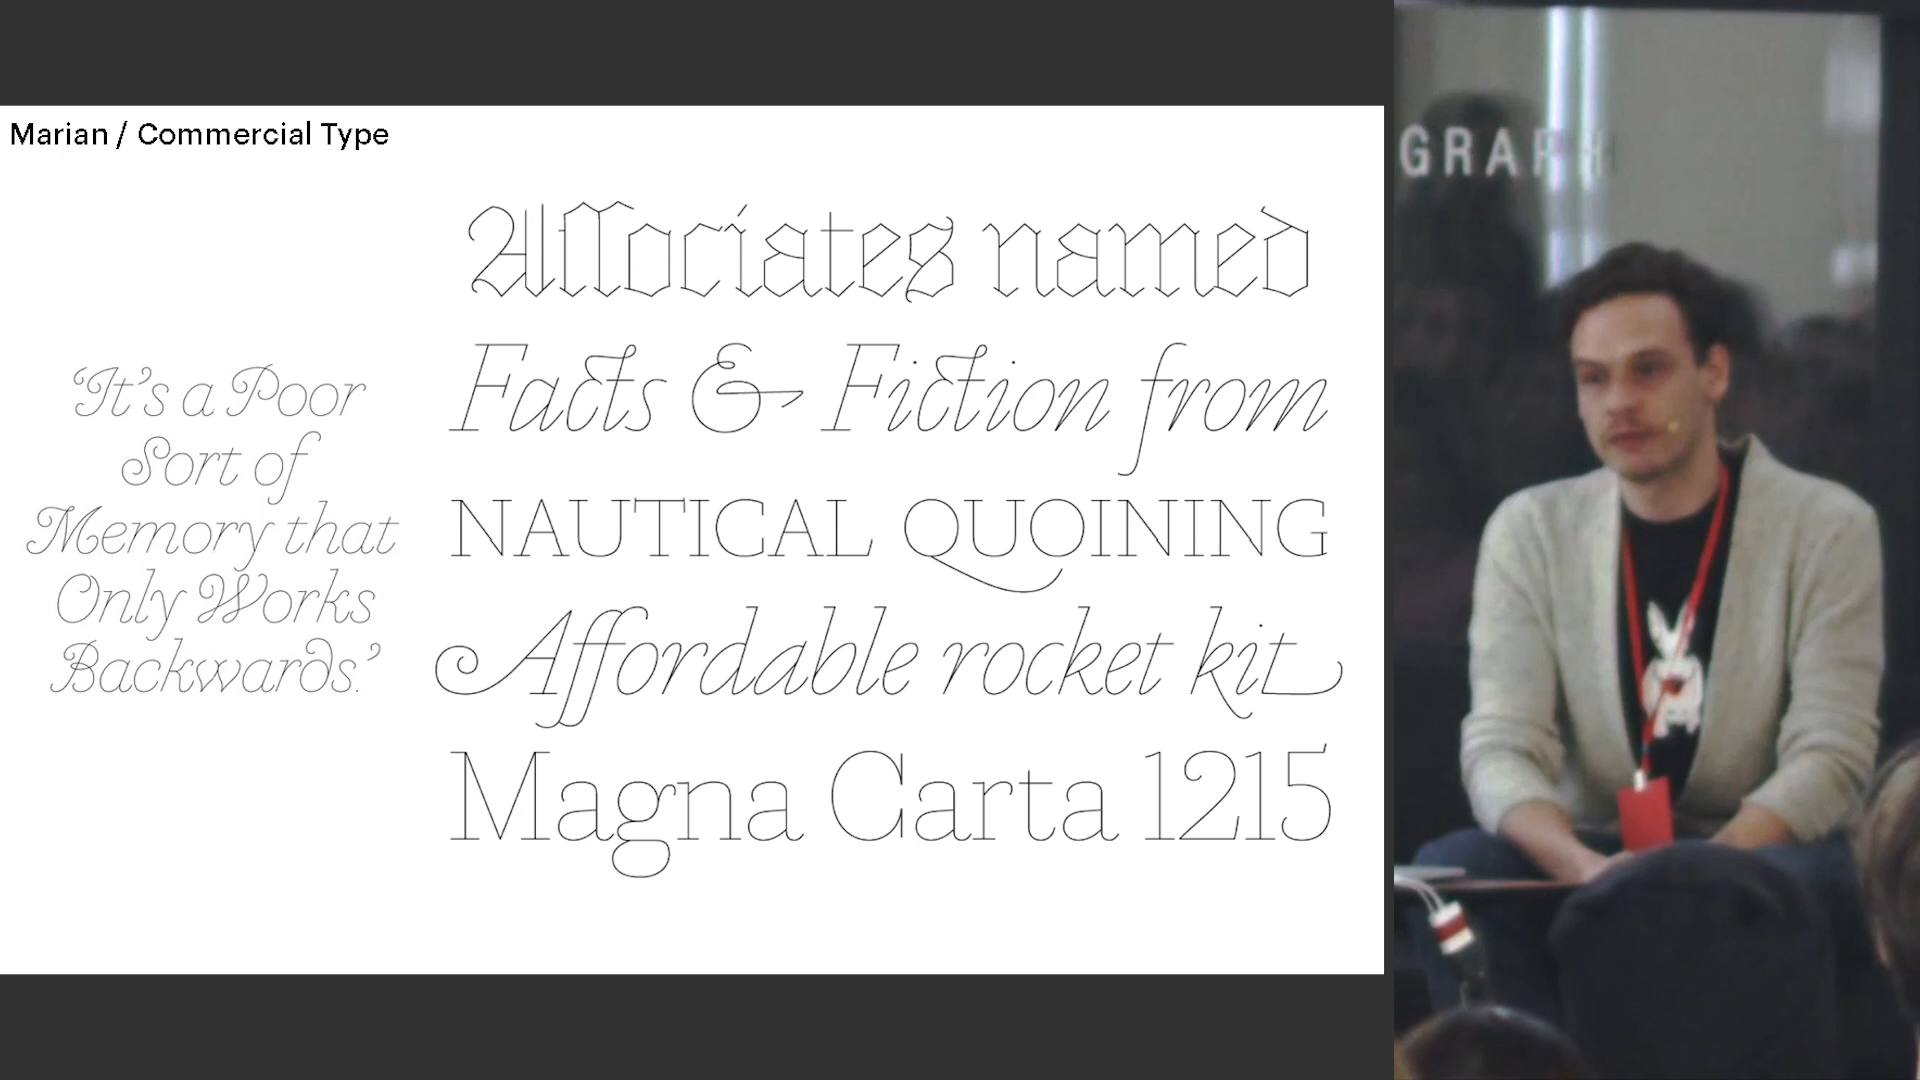 Marian / Commercial Type
‘It’s a Poor
Sort of
Memory that
Only Works
Backwards.’
Aſſociates named
Facts & Fiction from
NAUTICAL QUOINING
Affordable rocket kit
Magna Carta 1215
GRAPH